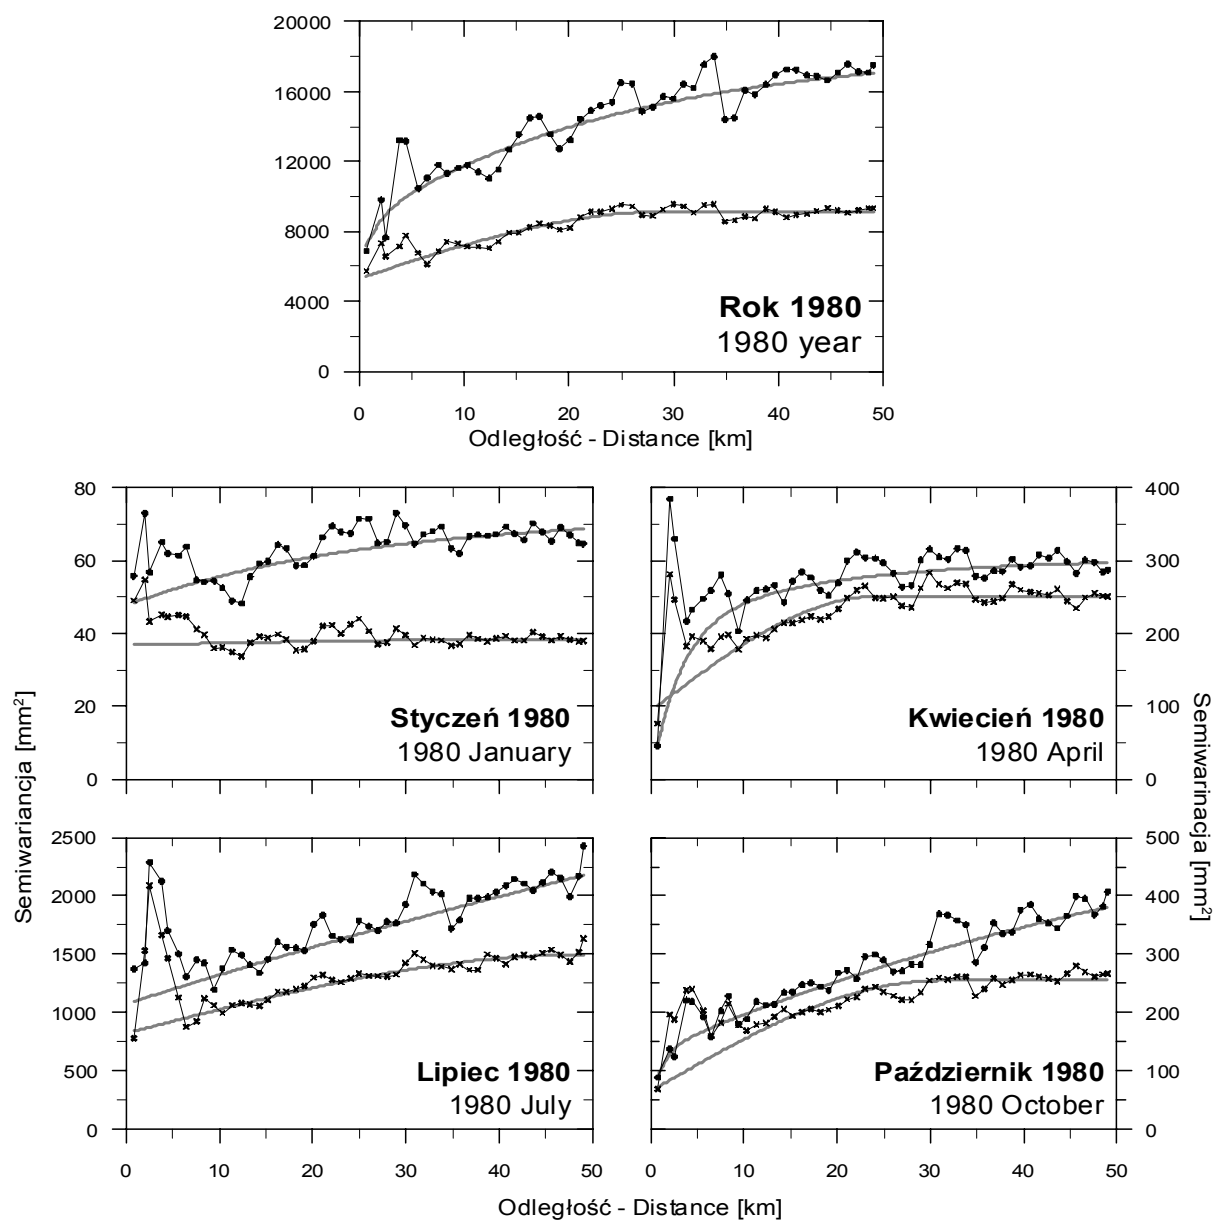 20000
16000
12000
8000
4000
0
Rok 1980
1980 year
0 10 20 30 40 50
Odległość - Distance [km]
80
60
40
20
0
Styczeń 1980
1980 January
400
300
200
100
0
Kwiecień 1980
1980 April
Semiwariancja [mm²]
Semiwarinacja [mm²]
2500
2000
1500
1000
500
0
Lipiec 1980
1980 July
500
400
300
200
100
0
Październik 1980
1980 October
0 10 20 30 40 50
0 10 20 30 40 50
Odległość - Distance [km]